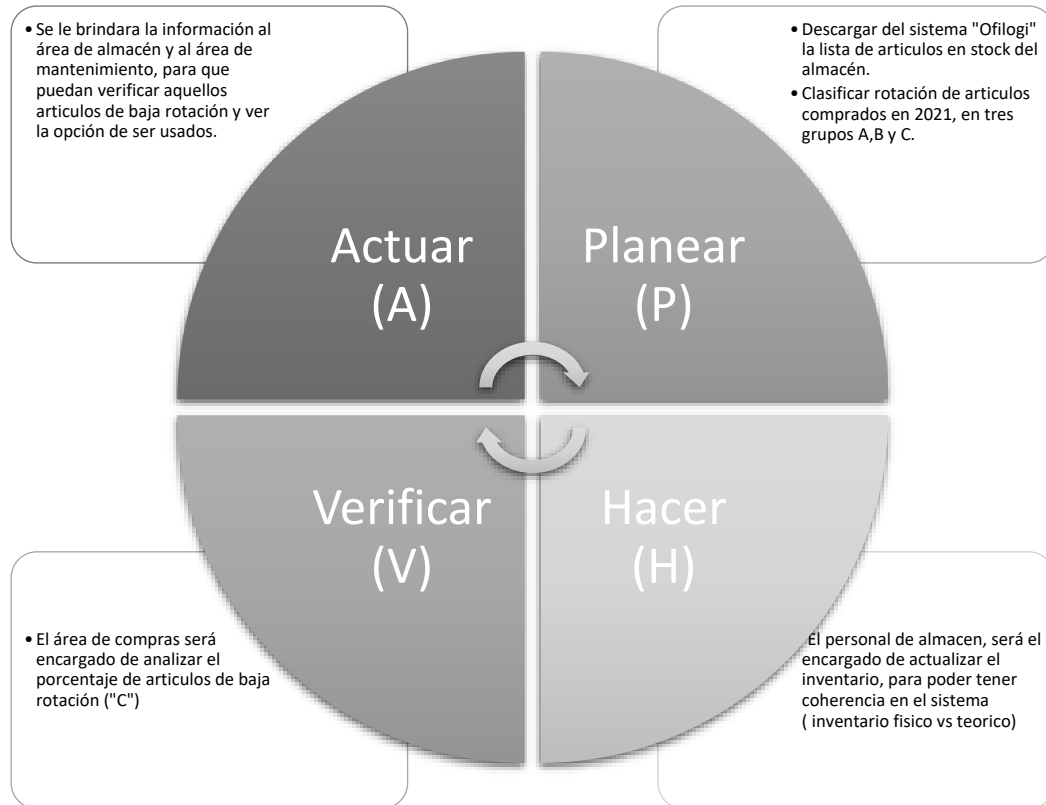 • Se le brindara la información al
área de almacén y al área de
mantenimiento, para que
puedan verificar aquellos
articulos de baja rotación y ver
la opción de ser usados.
• Descargar del sistema "Ofilogi"
la lista de articulos en stock del
almacén.
• Clasificar rotación de articulos
comprados en 2021, en tres
grupos A,B y C.
Actuar
(A)
Planear
(P)
Verificar
(V)
Hacer
(H)
• El área de compras será
encargado de analizar el
porcentaje de articulos de baja
rotación ("C")
El personal de almacen, será el
encargado de actualizar el
inventario, para poder tener
coherencia en el sistema
( inventario fisico vs teorico)